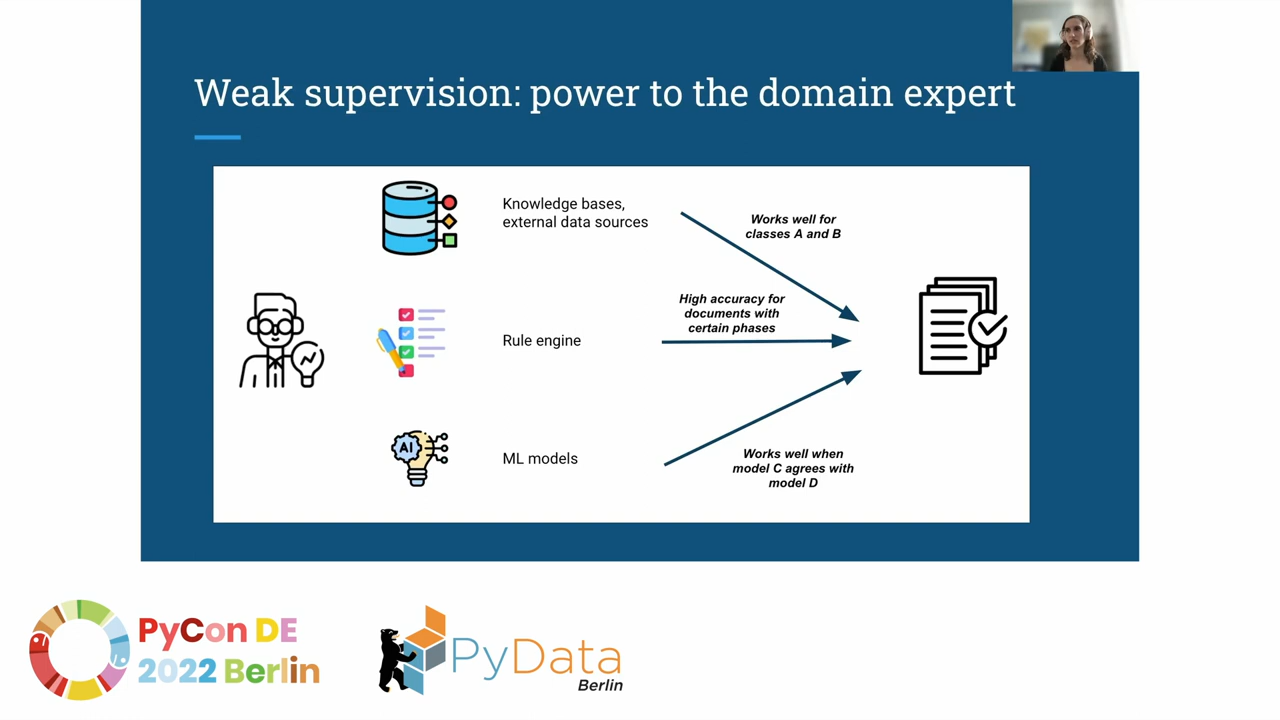 Weak supervision: power to the domain expert
Knowledge bases,
external data sources
Works well for
classes A and B
High accuracy for
documents with
certain phases
Rule engine
AI
ML models
Works well when
model C agrees with
model D
PyCon DE
2022 Berlin
PyData
Berlin